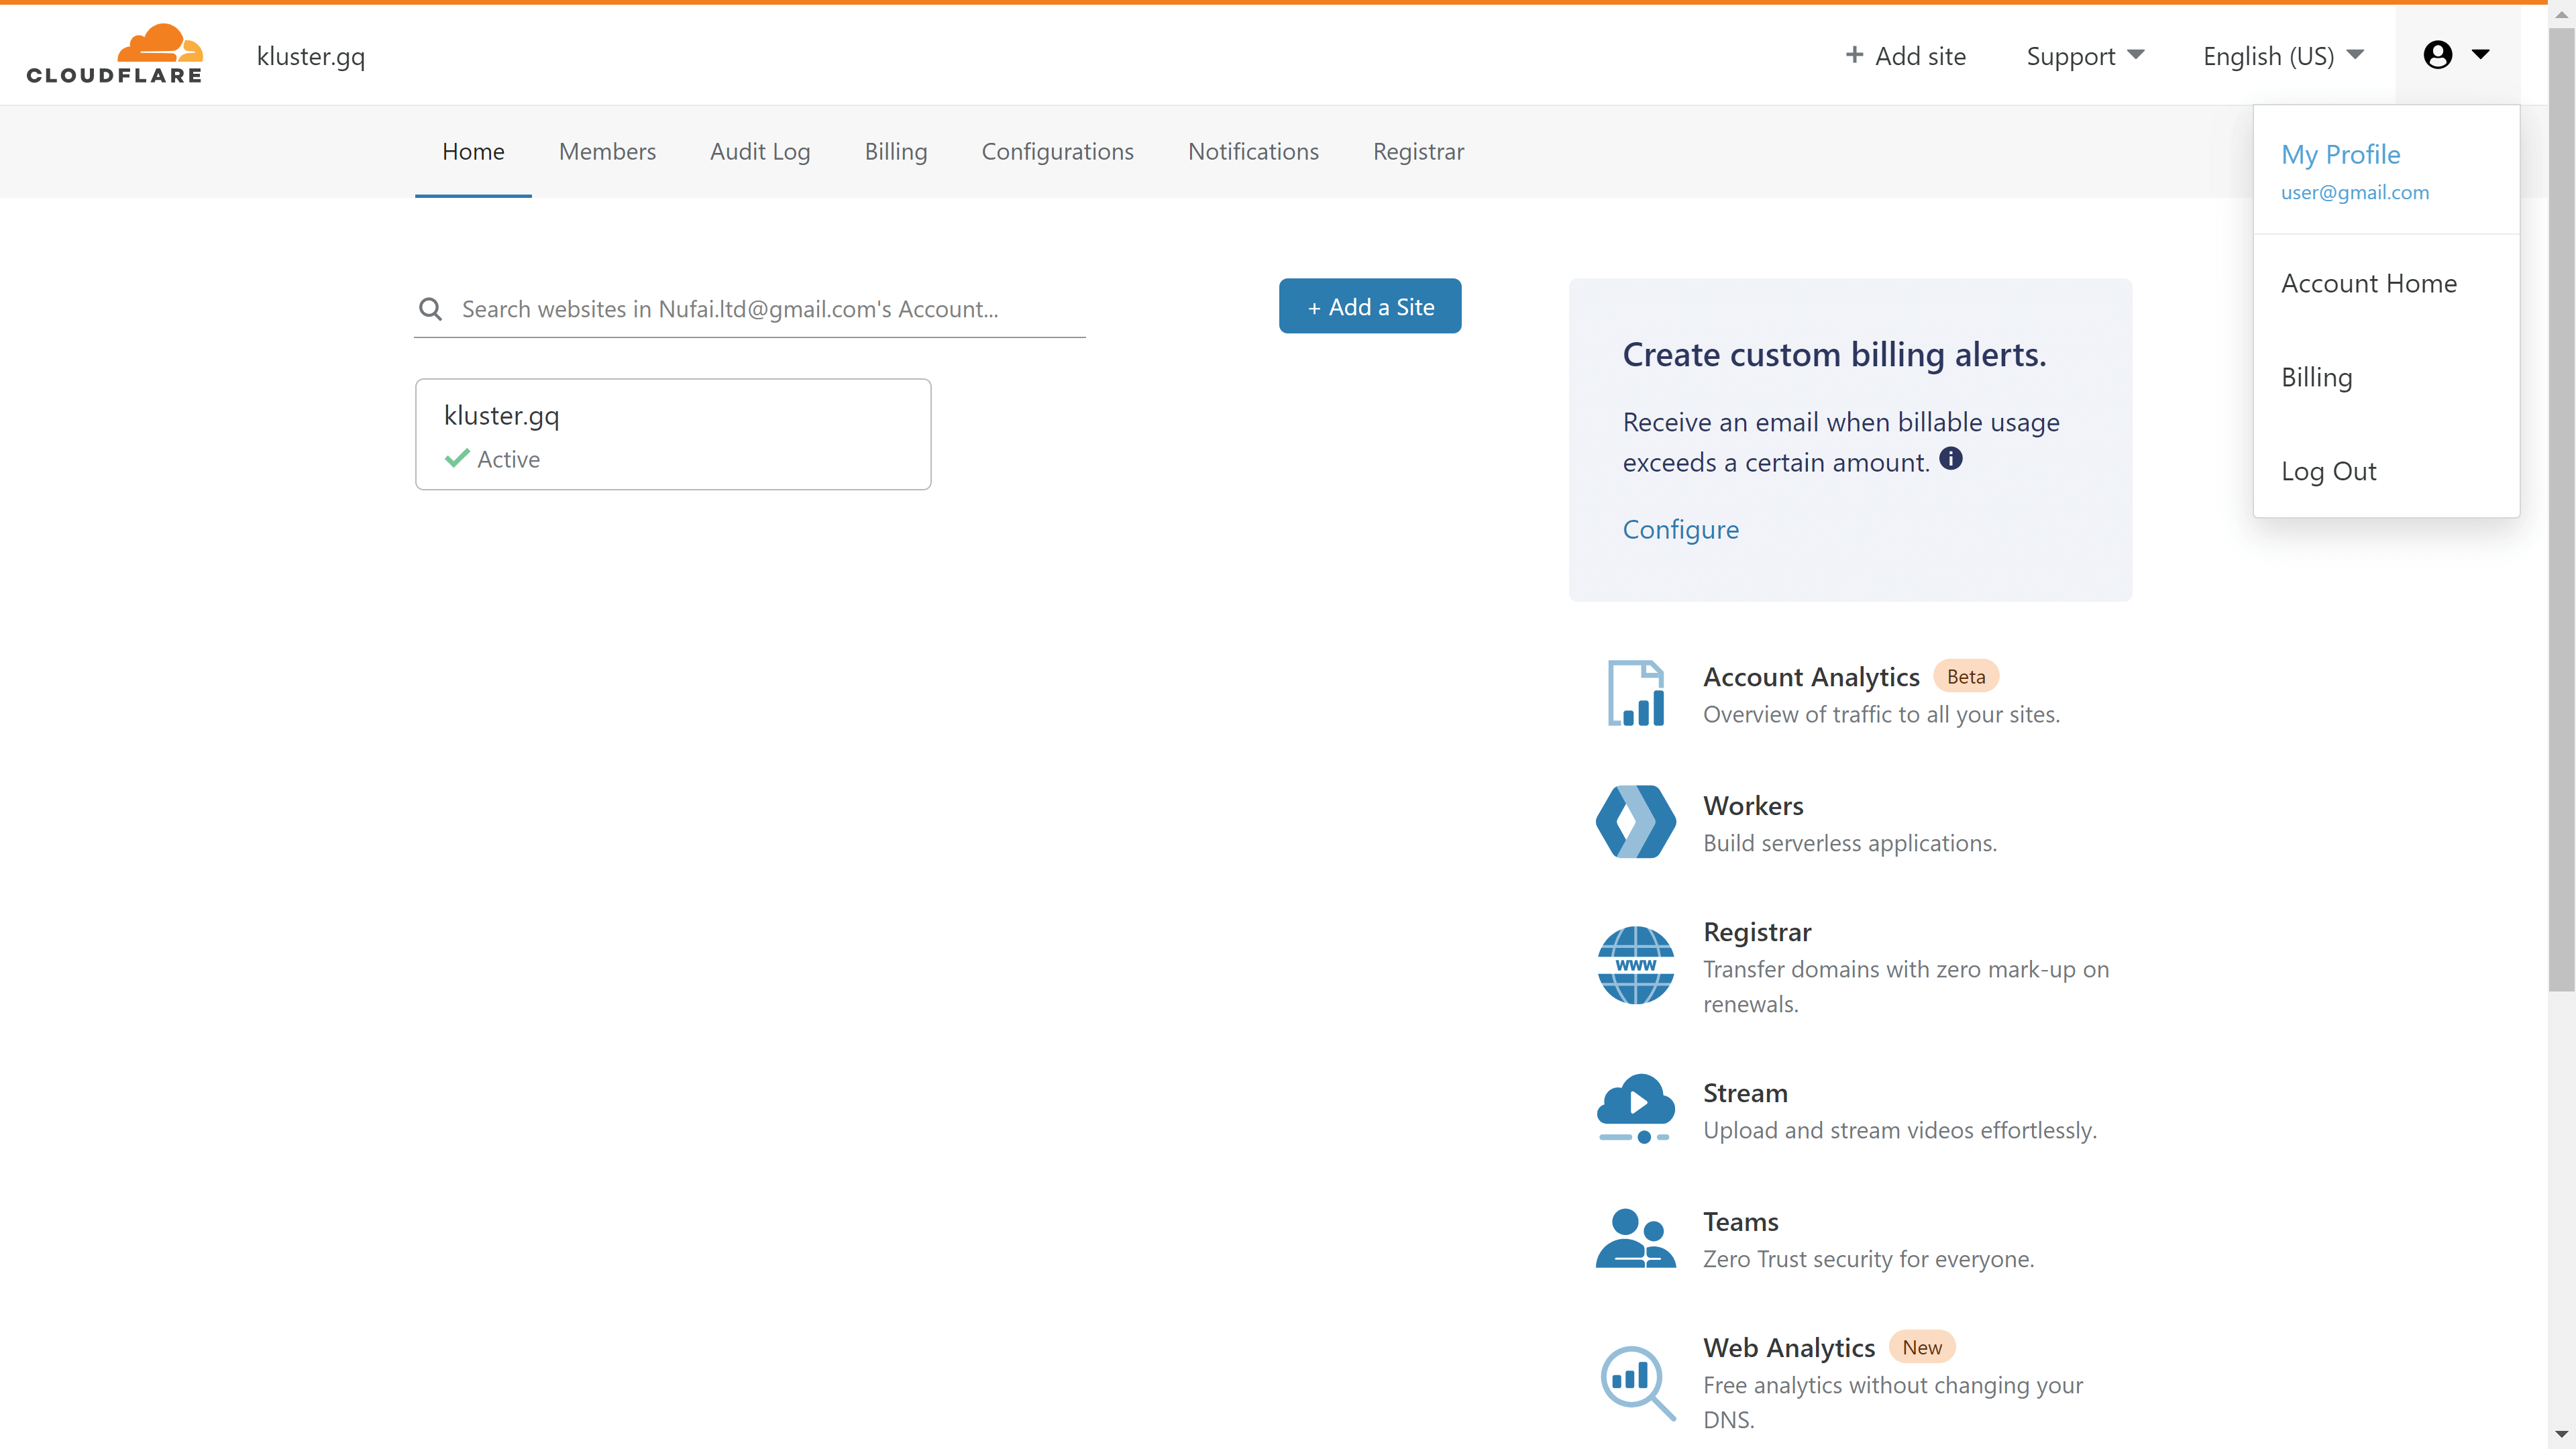 CLOUDFLARE
kluster.gq
+ Add site
Support
English (US)
Home
Members
Audit Log
Billing
Configurations
Notifications
Registrar
My Profile
user@gmail.com
Account Home
Billing
Log Out
Search websites in Nufai.ltd@gmail.com's Account...
+ Add a Site
kluster.gq
Active
Create custom billing alerts.
Receive an email when billable usage
exceeds a certain amount.
Configure
Account Analytics Beta
Overview of traffic to all your sites.
Workers
Build serverless applications.
www
Registrar
Transfer domains with zero mark-up on
renewals.
Stream
Upload and stream videos effortlessly.
Teams
Zero Trust security for everyone.
Web Analytics New
Free analytics without changing your
DNS.